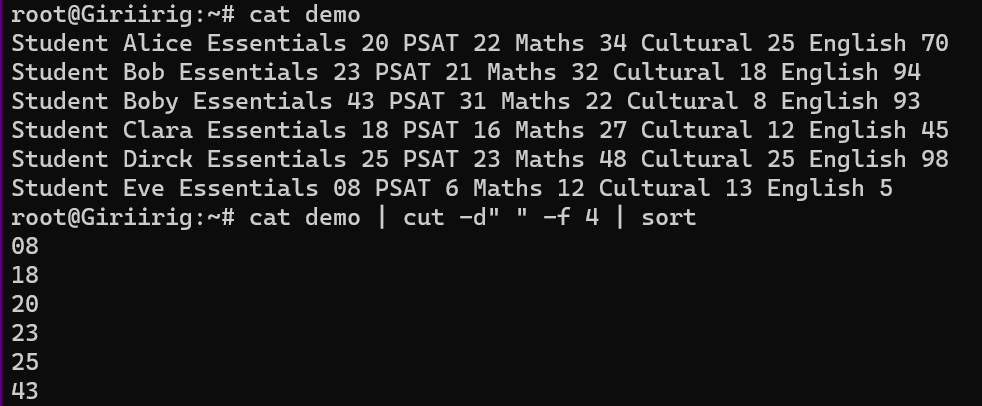 root@Giriirig:~# cat demo
Student Alice Essentials 20 PSAT 22 Maths 34 Cultural 25 English 70
Student Bob Essentials 23 PSAT 21 Maths 32 Cultural 18 English 94
Student Boby Essentials 43 PSAT 31 Maths 22 Cultural 8 English 93
Student Clara Essentials 18 PSAT 16 Maths 27 Cultural 12 English 45
Student Dirck Essentials 25 PSAT 23 Maths 48 Cultural 25 English 98
Student Eve Essentials 08 PSAT 6 Maths 12 Cultural 13 English 5
root@Giriirig:~# cat demo | cut -d" " -f 4 | sort
08
18
20
23
25
43